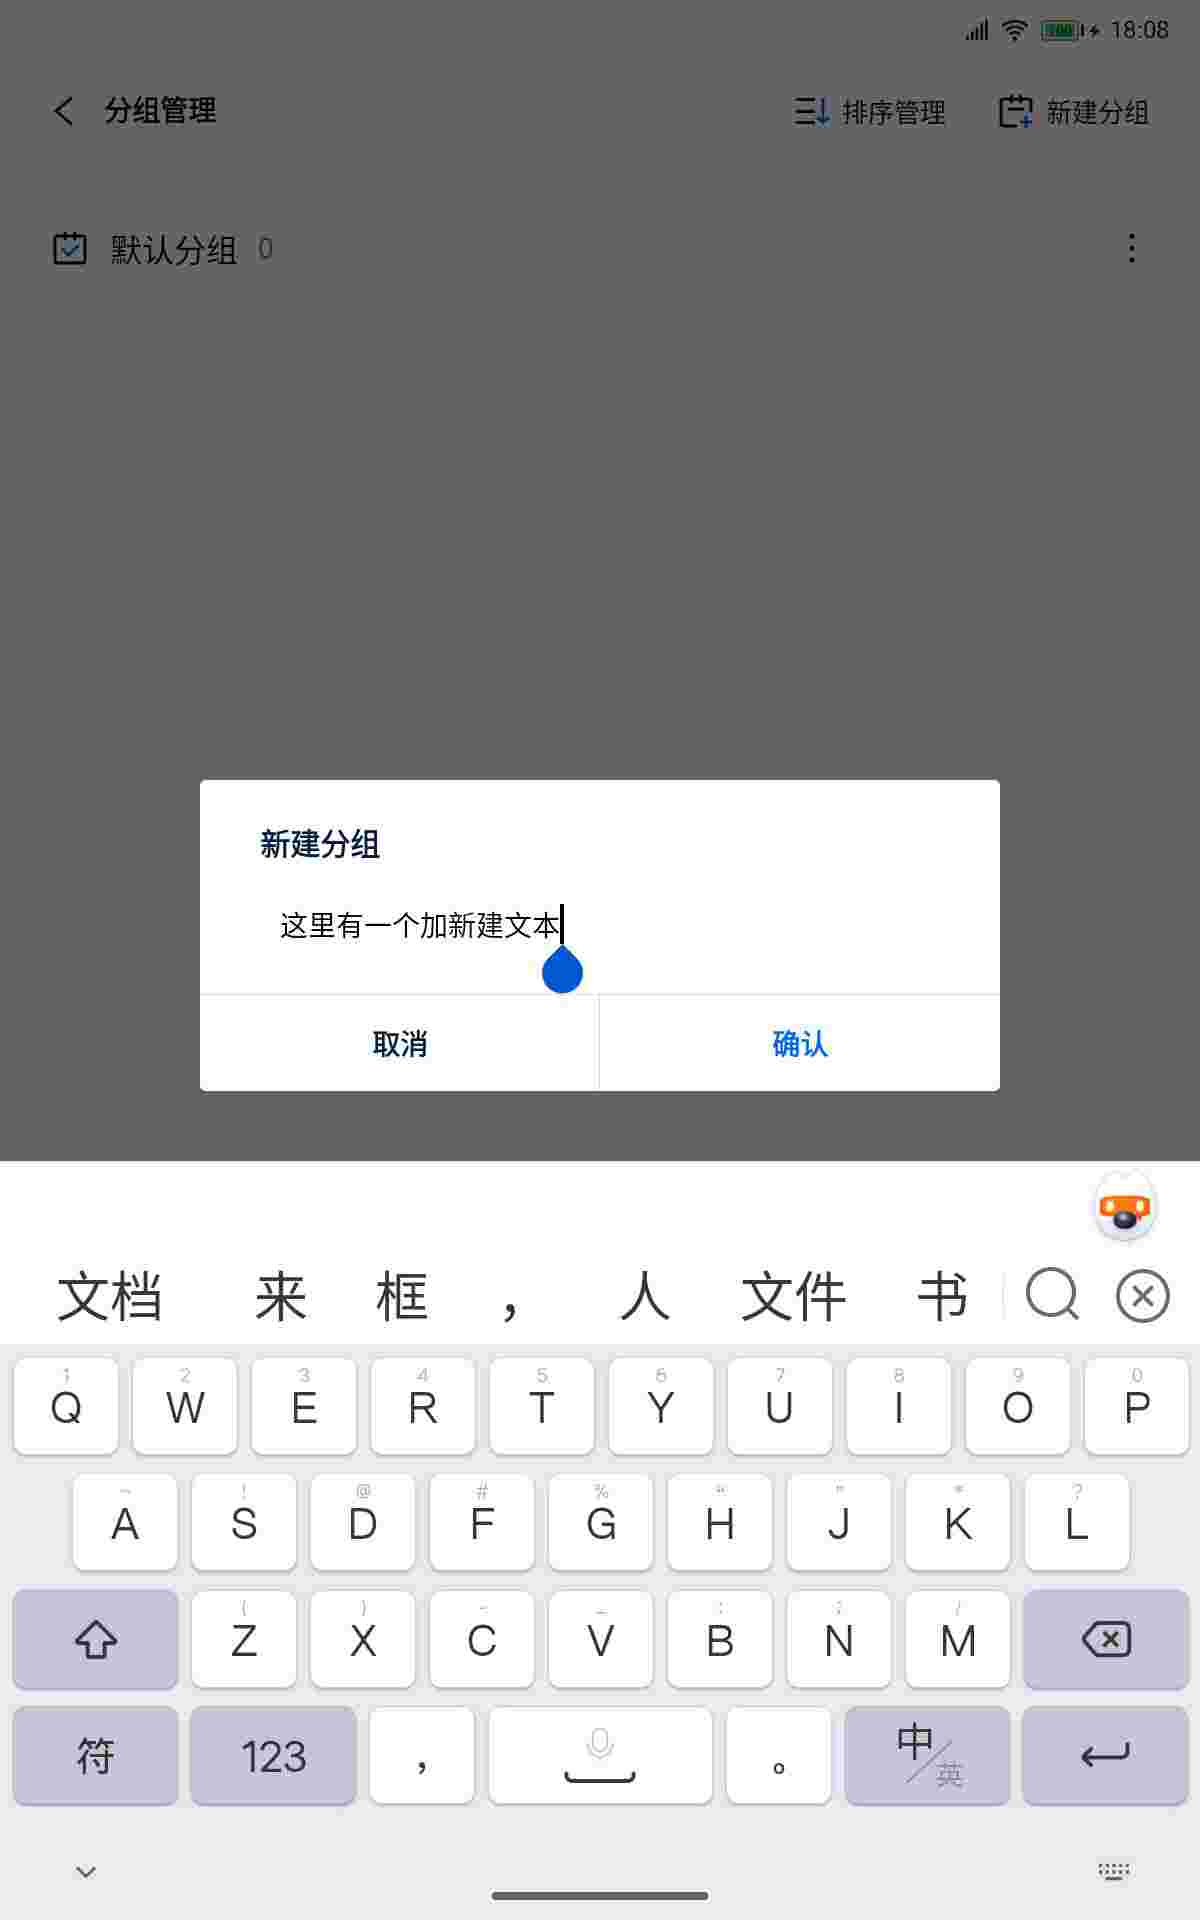 100 18:08
分组管理 排序管理 新建分组
默认分组 0
新建分组
这里有一个加新建文本
取消 确认
文档 来 框 ， 人 文件 书
1 2 3 4 5 6 7 8 9 0
Q W E R T Y U I O P
~ ! @ # % “ ” * ?
A S D F G H J K L
( ) - _ : ; /
Z X C V B N M
符 123 ， 。 中/英